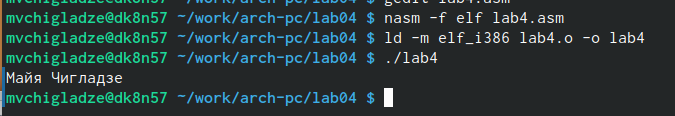 mvchigladze@dk8n57 ~/work/arch-pc/lab04 $ gedit lab4.asm
mvchigladze@dk8n57 ~/work/arch-pc/lab04 $ nasm -f elf lab4.asm
mvchigladze@dk8n57 ~/work/arch-pc/lab04 $ ld -m elf_i386 lab4.o -o lab4
mvchigladze@dk8n57 ~/work/arch-pc/lab04 $ ./lab4
Майя Чигладзе
mvchigladze@dk8n57 ~/work/arch-pc/lab04 $